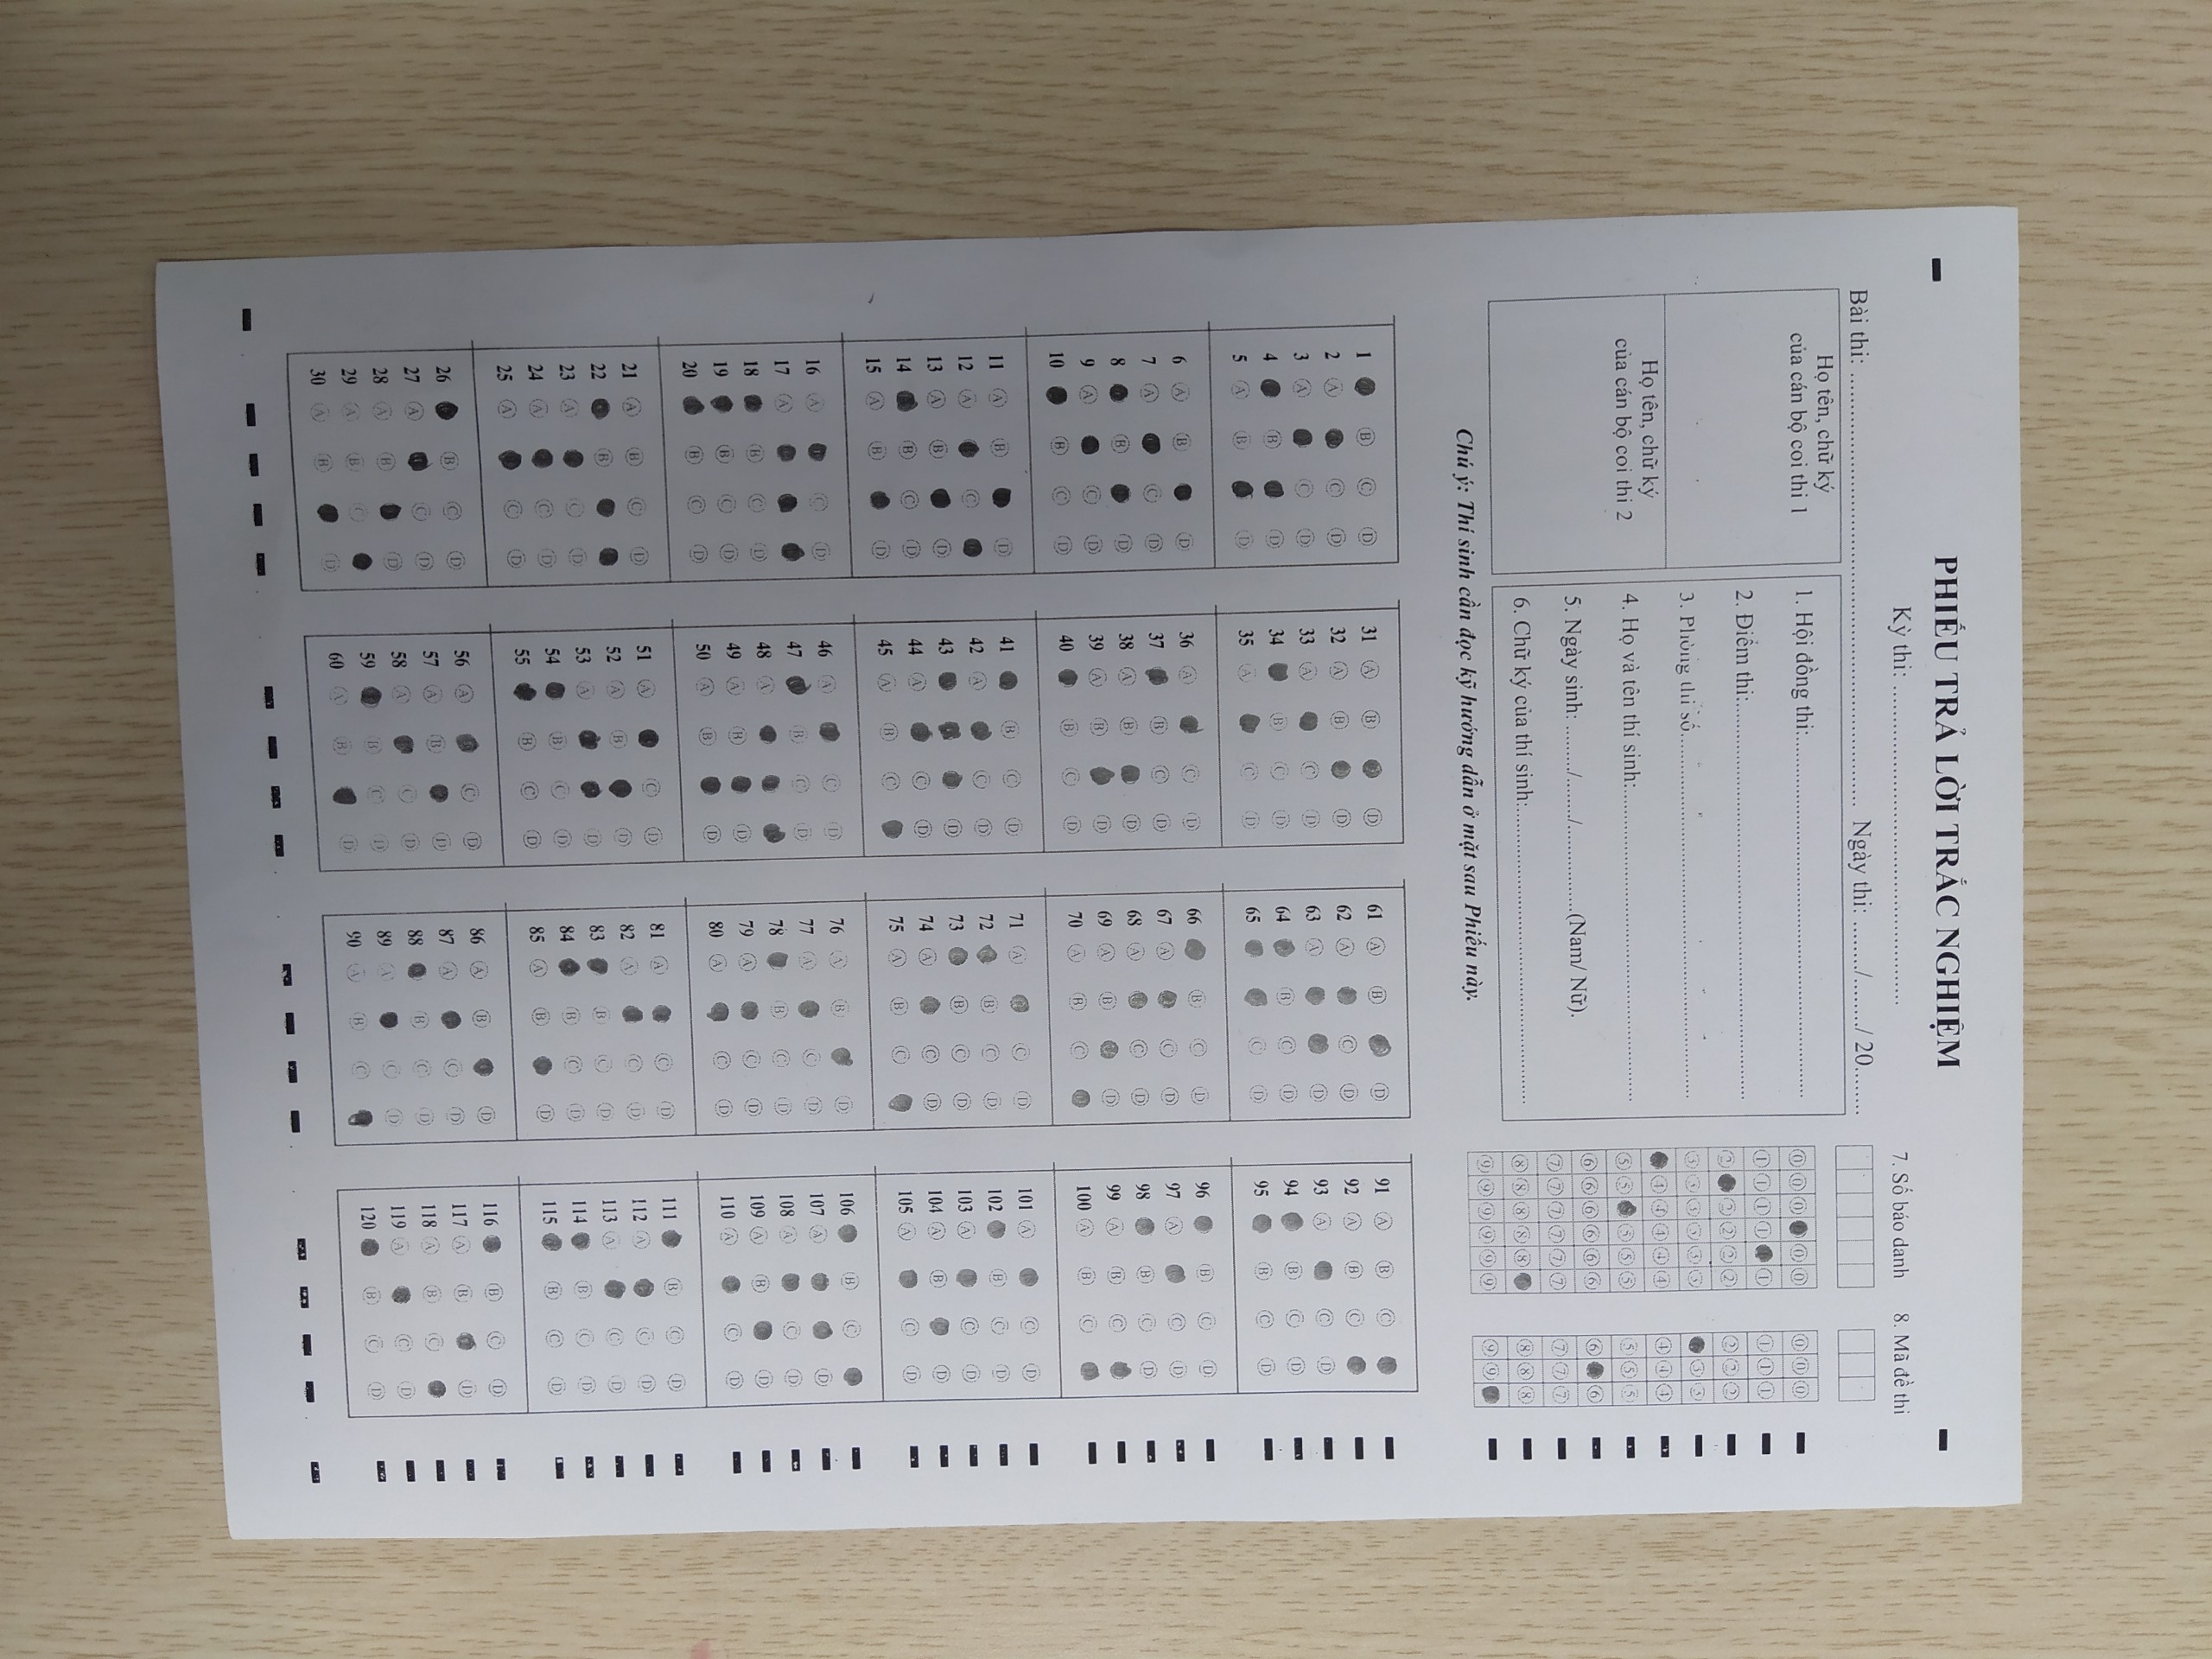 PHIẾU TRẢ LỜI TRẮC NGHIỆM
Kỳ thi: ..................................................
Bài thi: .................................................................... Ngày thi: ......../......../ 20........
Họ tên, chữ ký
của cán bộ coi thi 1
Họ tên, chữ ký
của cán bộ coi thi 2
1. Hội đồng thi:..............................................................
2. Điểm thi:....................................................................
3. Phòng thi số...............................................................
4. Họ và tên thí sinh:......................................................
5. Ngày sinh: ........./......../................(Nam/ Nữ).
6. Chữ ký của thí sinh:...................................................
Chú ý: Thí sinh cần đọc kỹ hướng dẫn ở mặt sau Phiếu này.
7. Số báo danh
0 0 0 0 0
1 1 1 1 1
2 2 2 2 2
3 3 3 3 3 3
4 4 4 4 4
5 5 5 5 5
6 6 6 6 6 6
7 7 7 7 7 7
8 8 8 8 8
9 9 9 9 9 9
8. Mã đề thi
0 0 0
1 1 1
2 2 2
3 3
4 4 4
5 5 5
6 6
7 7 7
8 8 8
9 9
1 B C D
2 A C D
3 A C D
4 B D
5 A B D
6 A B D
7 A C D
8 B D
9 A C D
10 B C D
11 A B D
12 A C
13 A B D
14 B C D
15 A B D
16 A C D
17 A
18 B C D
19 B C D
20 B C D
21 A B C D
22 B
23 A C D
24 A C D
25 A C D
26 B C D
27 A C D
28 A B D
29 A B C
30 A B D
31 A B D
32 A B D
33 A C D
34 B C D
35 A C D
36 A C D
37 B C D
38 A B D
39 A B D
40 B C D
41 B C D
42 A C D
43 D
44 A C D
45 A B C
46 A C D
47 B C D
48 A
49 A B D
50 A B D
51 A C D
52 A B D
53 A D
54 B C D
55 B C D
56 A C D
57 A B D
58 A C D
59 B C D
60 A B D
61 A B D
62 A C D
63 A D
64 B C D
65 C D
66 B C D
67 A C D
68 A C D
69 A B D
70 A B C
71 A C D
72 B C D
73 B C D
74 A C D
75 A B C
76 A B D
77 A C D
78 B C D
79 A C D
80 A C D
81 A C D
82 A C D
83 B C D
84 B C D
85 A B D
86 A B D
87 A C D
88 B C D
89 A C D
90 A B C
91 A B C
92 A B C
93 A C D
94 B C D
95 B C D
96 B C D
97 A C D
98 B C D
99 A B C
100 A B C
101 A C D
102 B C D
103 A C D
104 A B D
105 A C D
106 B C
107 A D
108 A C D
109 A B D
110 A C D
111 B C D
112 A C D
113 A C D
114 B C D
115 B C D
116 B C D
117 A B D
118 A B C
119 A C D
120 B C D